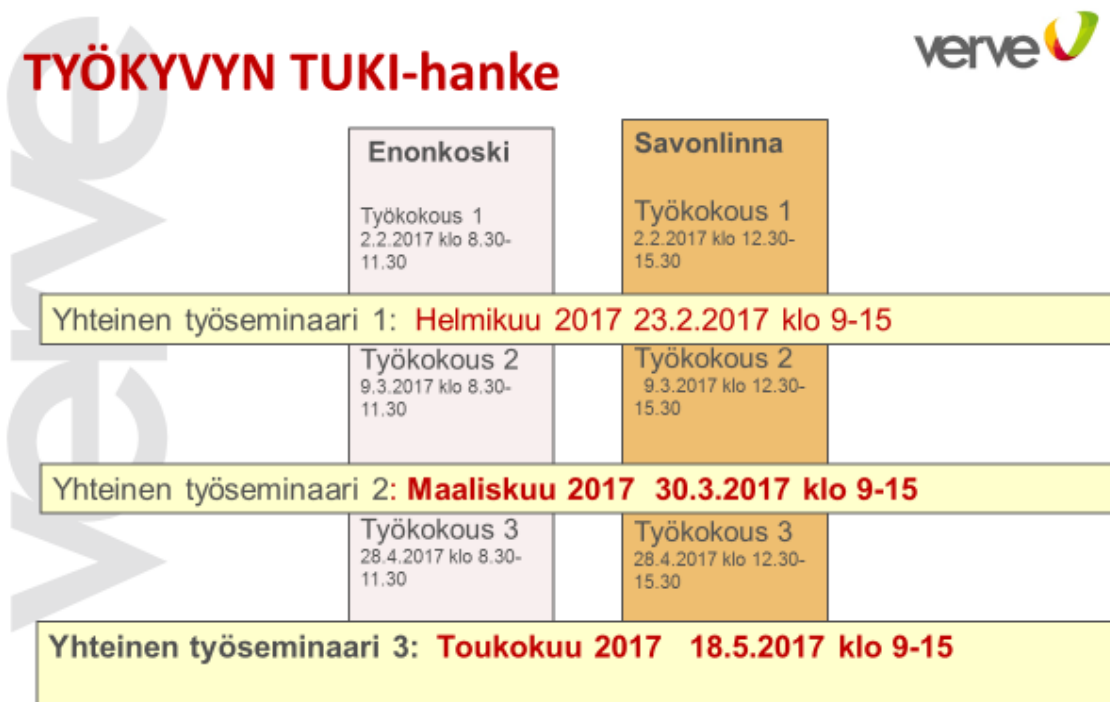 TYÖKYVYN TUKI-hanke
verve
verve
Enonkoski
Työkokous 1
2.2.2017 klo 8.30-
11.30
Savonlinna
Työkokous 1
2.2.2017 klo 12.30-
15.30
Yhteinen työseminaari 1: Helmikuu 2017 23.2.2017 klo 9-15
Työkokous 2
9.3.2017 klo 8.30-
11.30
Työkokous 2
9.3.2017 klo 12.30-
15.30
Yhteinen työseminaari 2: Maaliskuu 2017 30.3.2017 klo 9-15
Työkokous 3
28.4.2017 klo 8.30-
11.30
Työkokous 3
28.4.2017 klo 12.30-
15.30
Yhteinen työseminaari 3: Toukokuu 2017 18.5.2017 klo 9-15